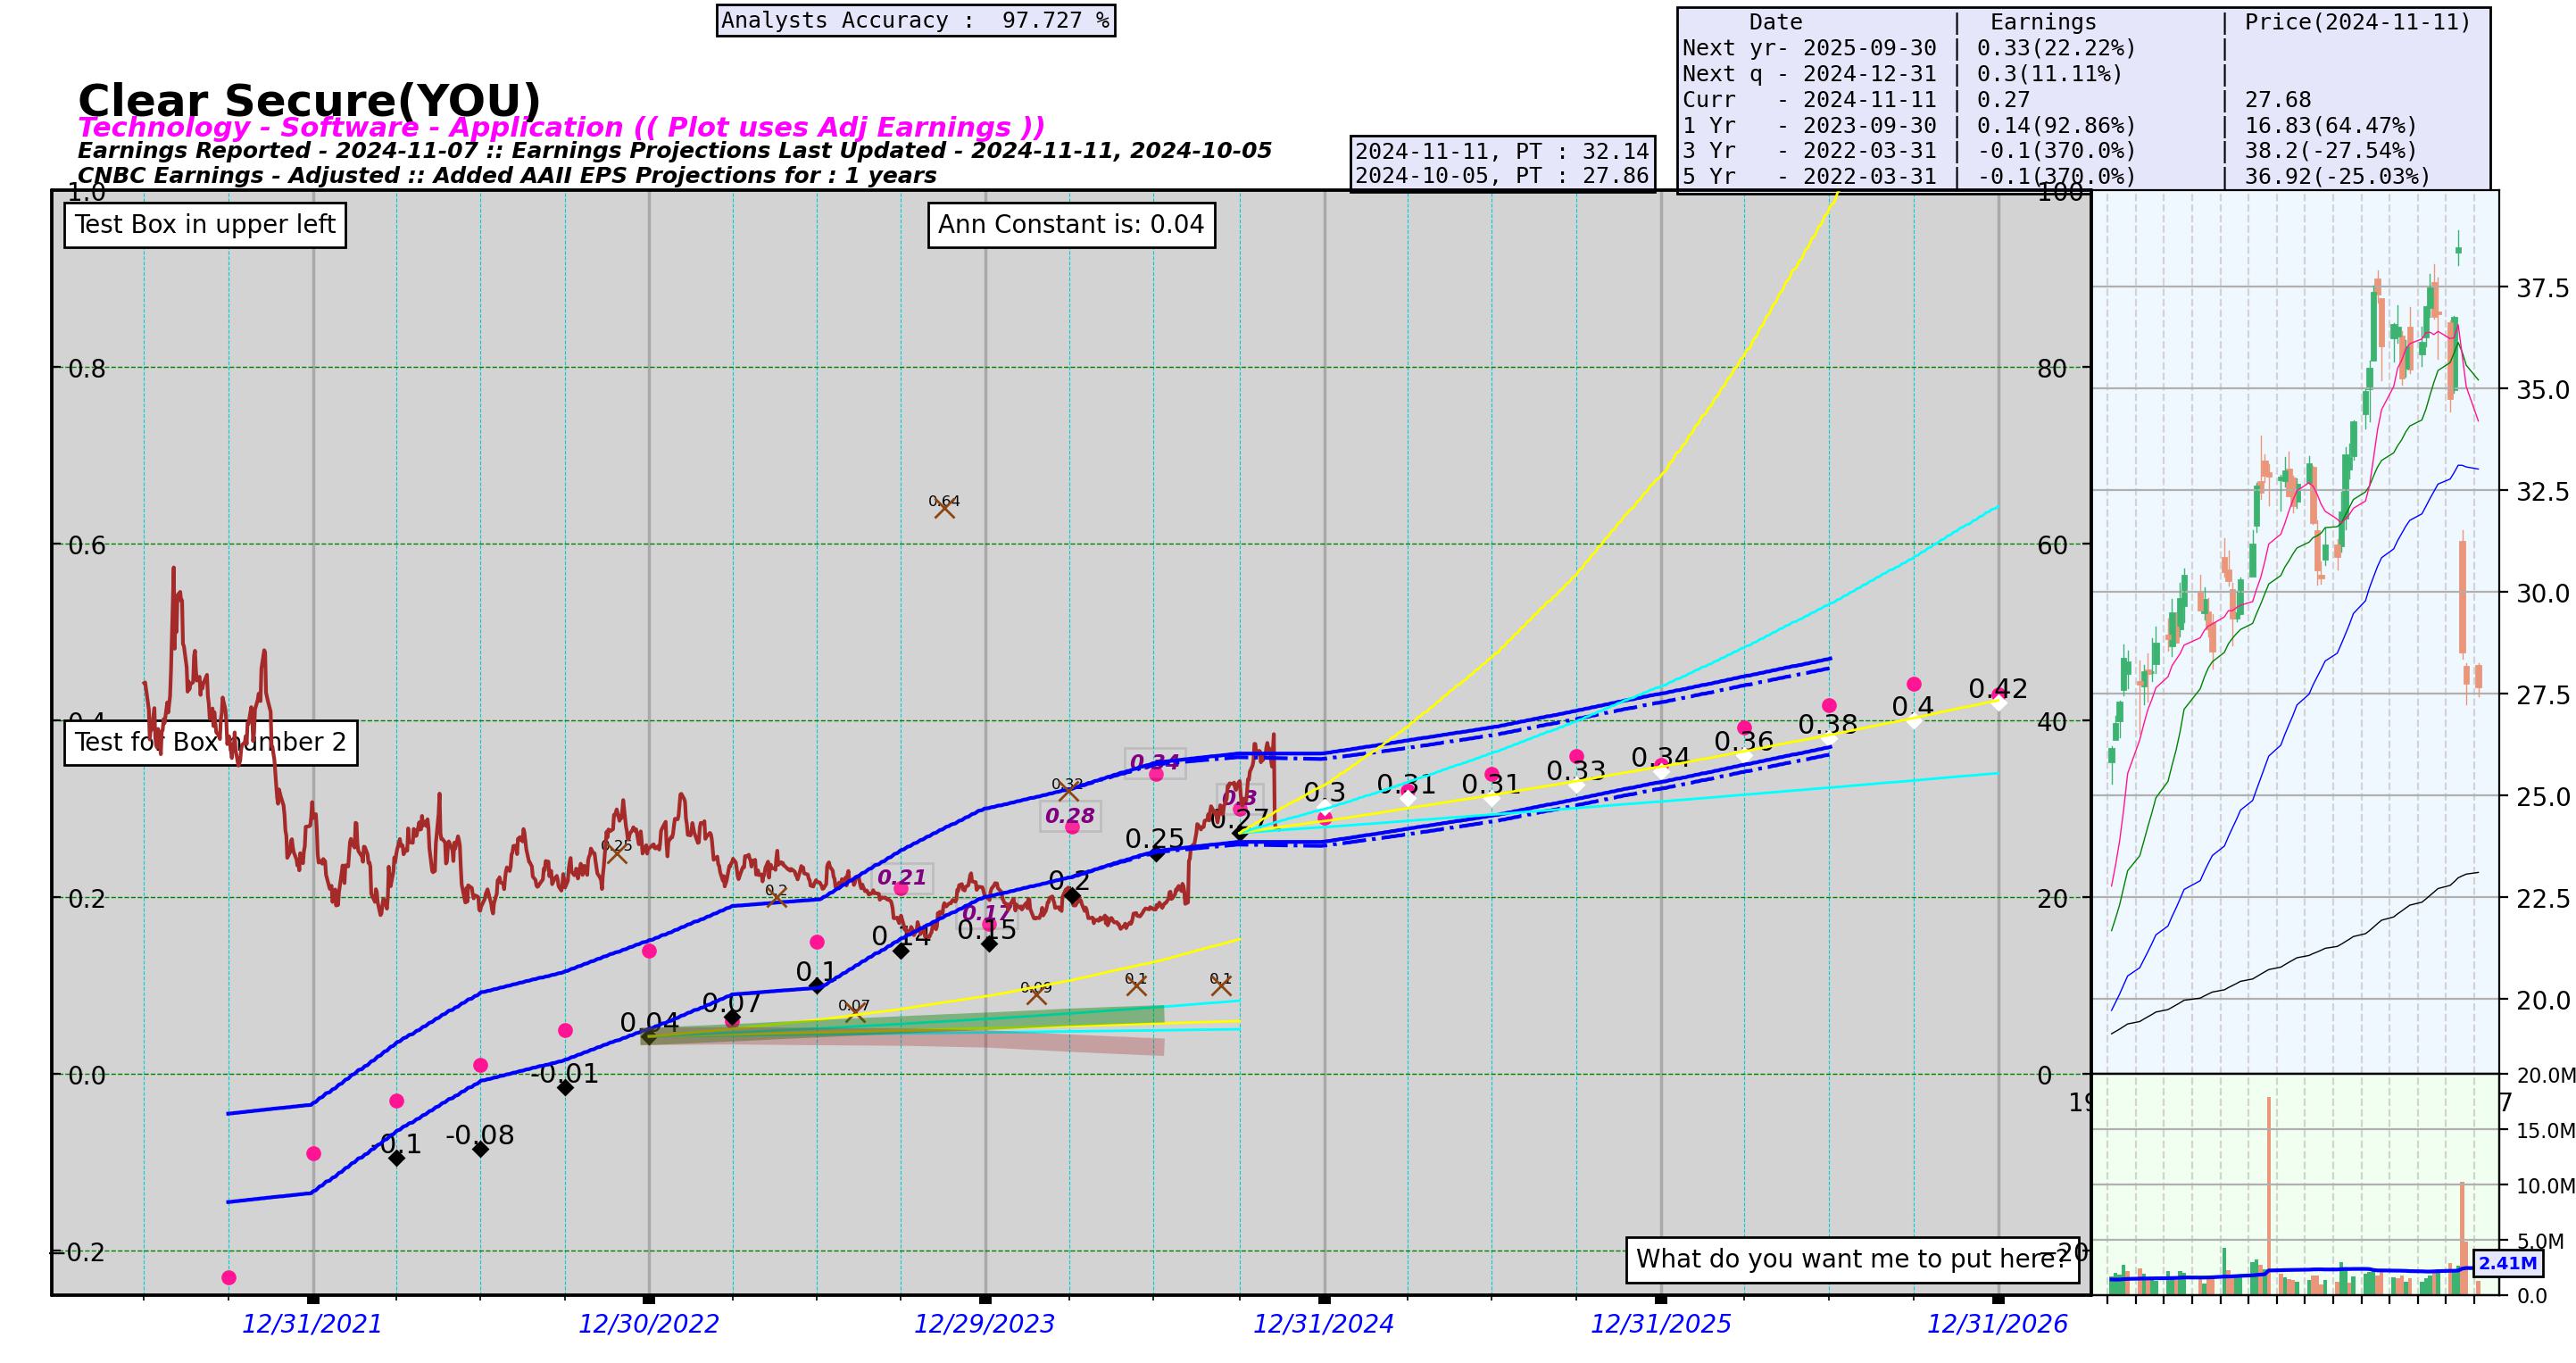 Analysts Accuracy :  97.727 %
Date | Earnings | Price(2024-11-11)
Next yr- 2025-09-30 | 0.33(22.22%) |
Next q - 2024-12-31 | 0.3(11.11%) |
Curr - 2024-11-11 | 0.27 | 27.68
1 Yr - 2023-09-30 | 0.14(92.86%) | 16.83(64.47%)
3 Yr - 2022-03-31 | -0.1(370.0%) | 38.2(-27.54%)
5 Yr - 2022-03-31 | -0.1(370.0%) | 36.92(-25.03%)
Clear Secure(YOU)
Technology - Software - Application (( Plot uses Adj Earnings ))
Earnings Reported - 2024-11-07 :: Earnings Projections Last Updated - 2024-11-11, 2024-10-05
CNBC Earnings - Adjusted :: Added AAII EPS Projections for : 1 years
2024-11-11, PT : 32.14
2024-10-05, PT : 27.86
1.0
100
Test Box in upper left
Ann Constant is: 0.04
37.5
0.8
80
35.0
0.64
32.5
0.6
60
30.0
0.42
27.5
0.4
0.38
0.4
40
Test for Box number 2
0.36
0.34
0.34
0.33
0.32
0.31
0.31
0.3
0.3
25.0
0.28
0.27
0.25
0.25
0.21
0.2
0.2
0.2
20
22.5
0.17
0.15
0.14
0.1
0.1
0.1
0.09
0.07
0.07
0.04
20.0
-0.01
0.0
0
20.0M
19
7
-0.08
-0.1
15.0M
10.0M
−0.2
What do you want me to put here?
−20
5.0M
2.41M
0.0
12/31/2021
12/30/2022
12/29/2023
12/31/2024
12/31/2025
12/31/2026